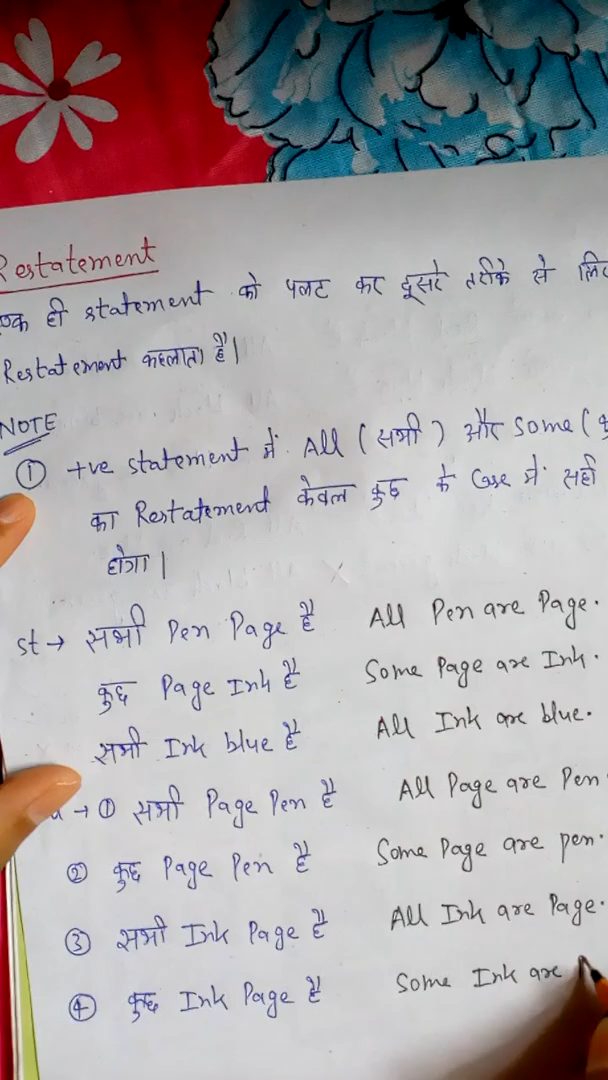 Restatement
एक ही statement को पलट कर दूसरे तरीके से
Restatement कहलाता है।
NOTE
① +ve statement में All (सभी) और Some (
का Restatement केवल कुछ के Case में सही
होगा।
st → सभी Pen Page है All Pen are Page.
कुछ Page Ink है Some Page are Ink.
सभी Ink blue है All Ink are blue.
→ ① सभी Page Pen है All Page are Pen
② कुछ Page Pen है Some Page are pen.
③ सभी Ink Page है All Ink are Page.
④ कुछ Ink Page है Some Ink are